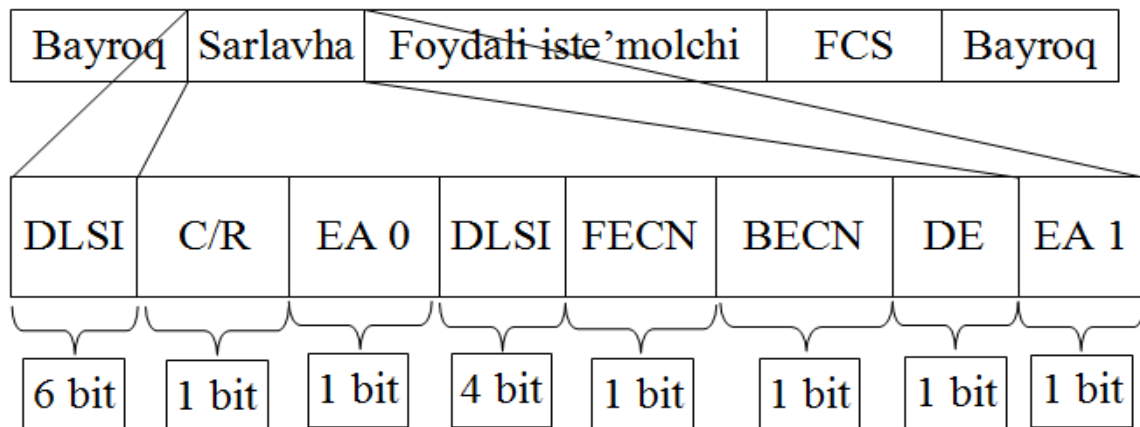 Bayroq Sarlavha Foydali iste’molchi FCS Bayroq
DLSI C/R EA 0 DLSI FECN BECN DE EA 1
6 bit 1 bit 1 bit 4 bit 1 bit 1 bit 1 bit 1 bit